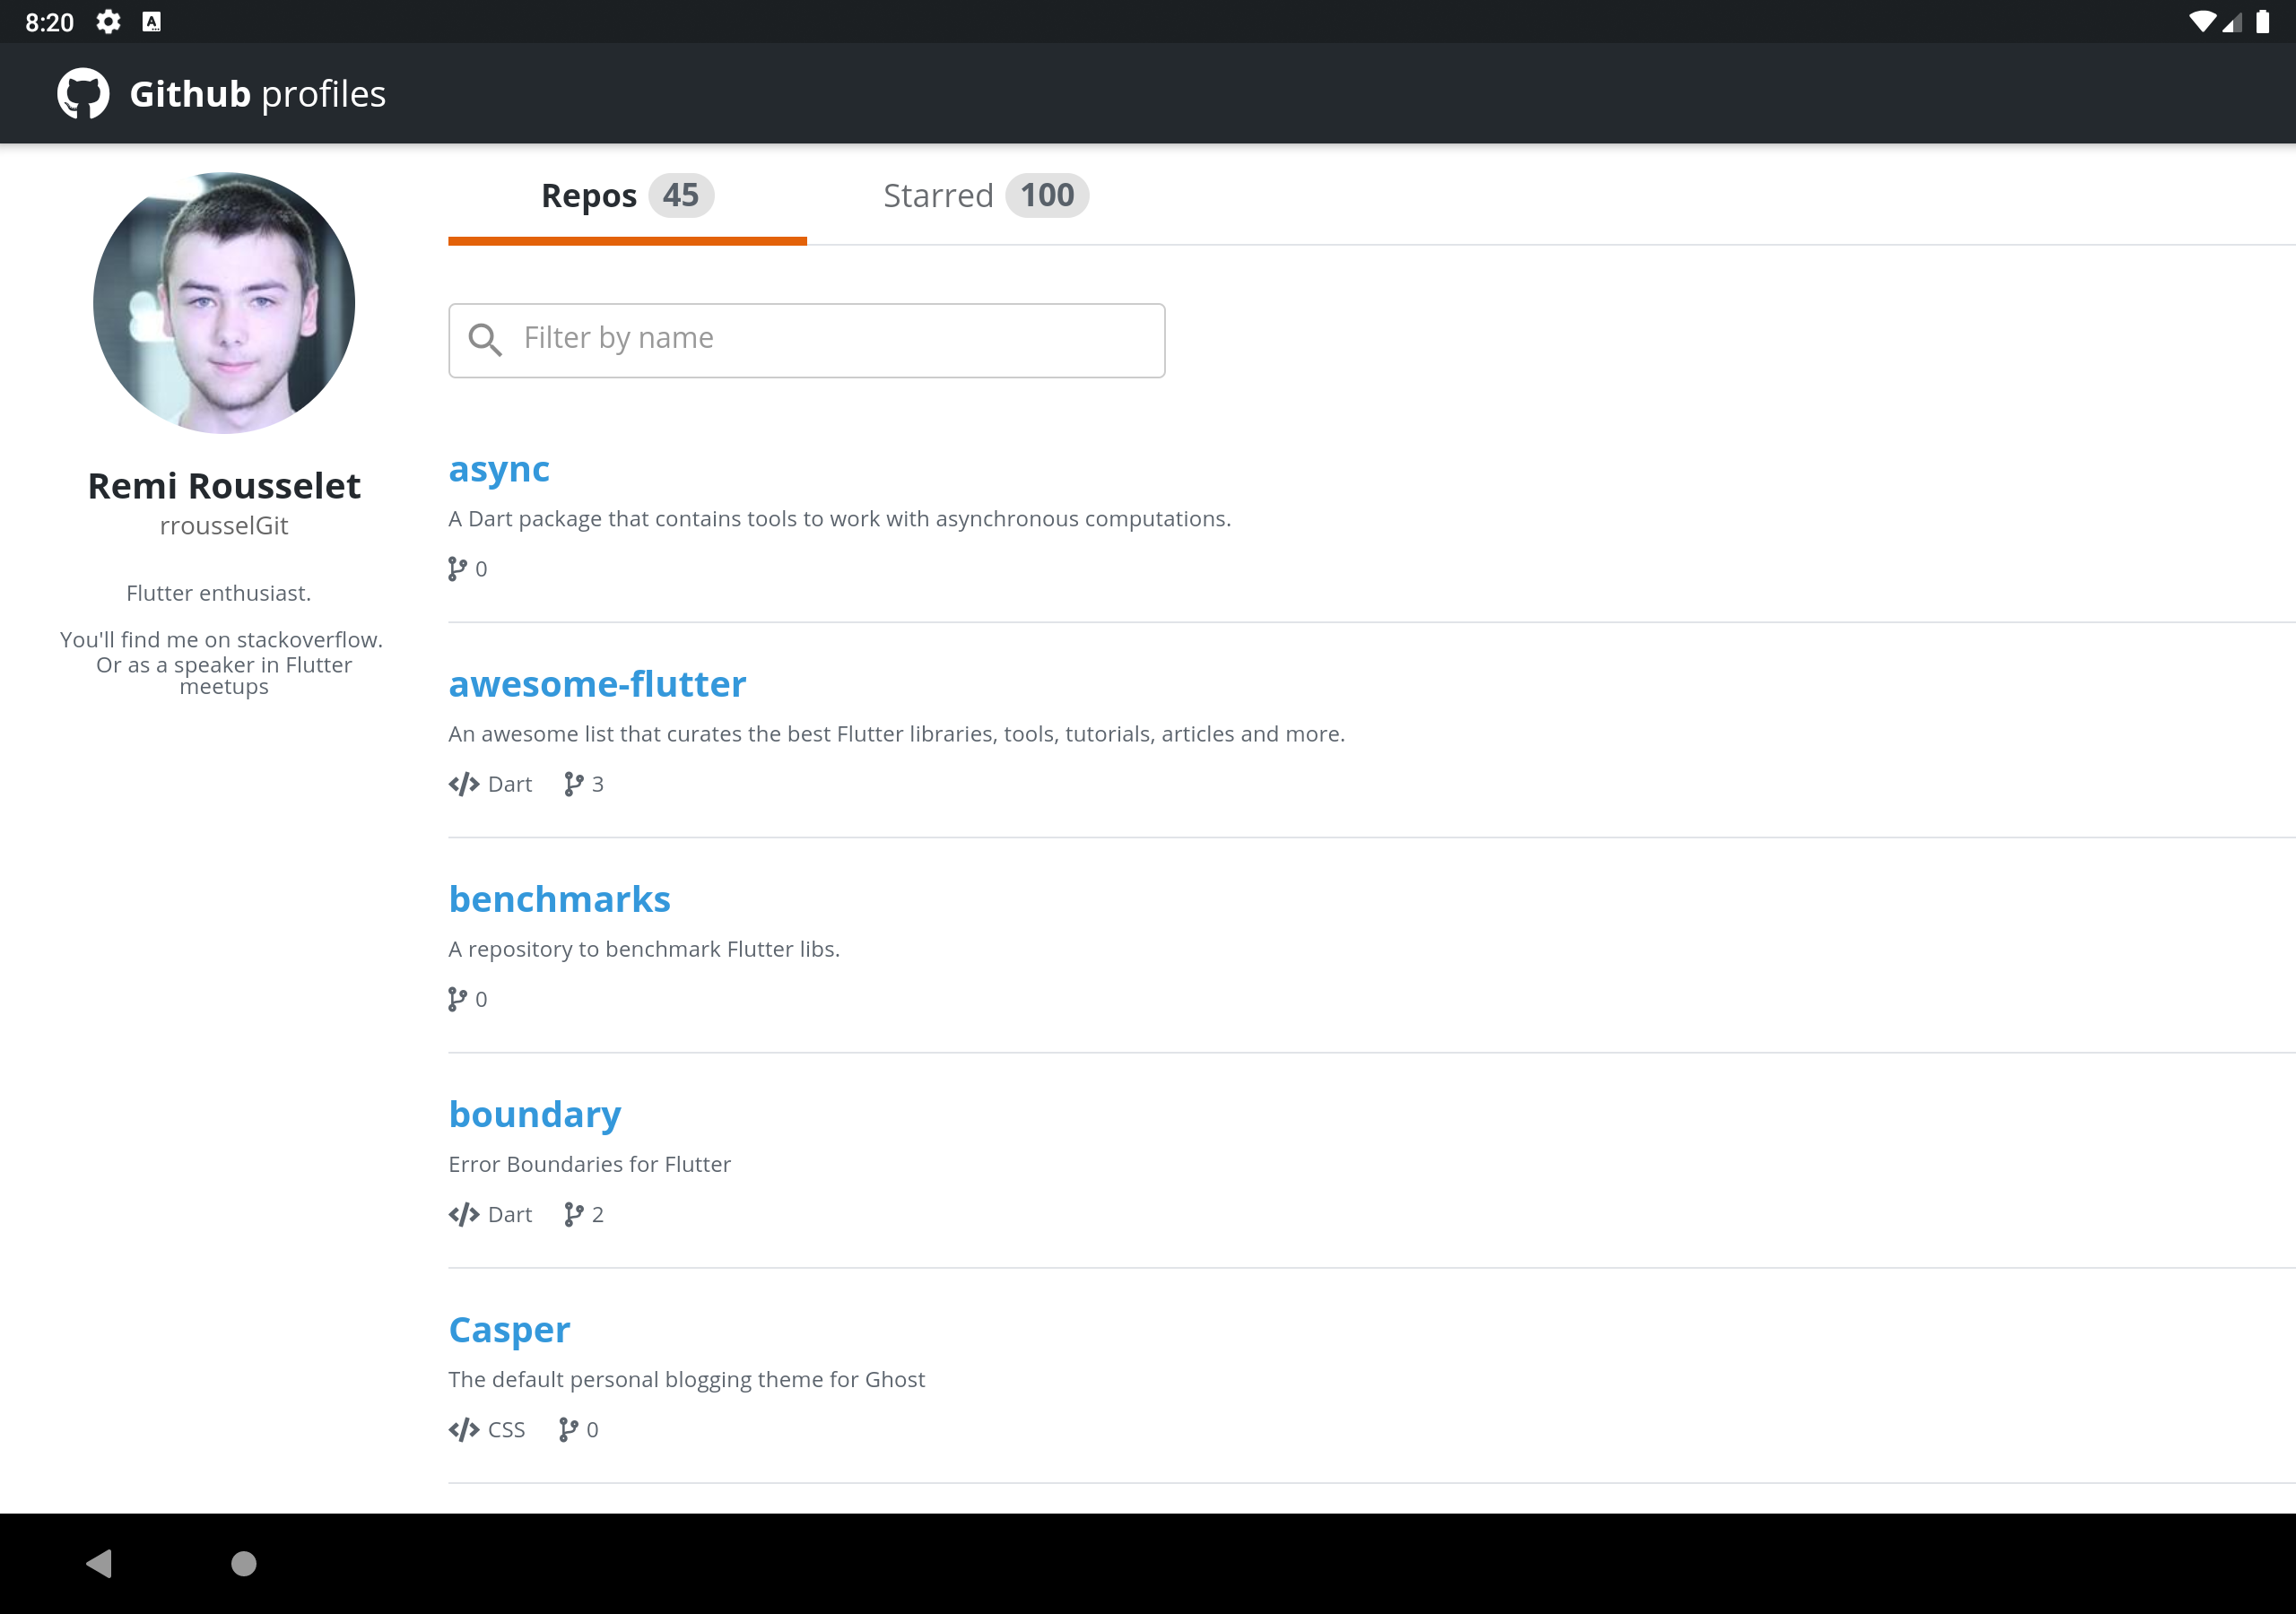 8:20
Github profiles
Repos 45
Starred 100
Filter by name
Remi Rousselet
rrousselGit
Flutter enthusiast.
You'll find me on stackoverflow.
Or as a speaker in Flutter
meetups
async
A Dart package that contains tools to work with asynchronous computations.
0
awesome-flutter
An awesome list that curates the best Flutter libraries, tools, tutorials, articles and more.
</> Dart 3
benchmarks
A repository to benchmark Flutter libs.
0
boundary
Error Boundaries for Flutter
</> Dart 2
Casper
The default personal blogging theme for Ghost
</> CSS 0